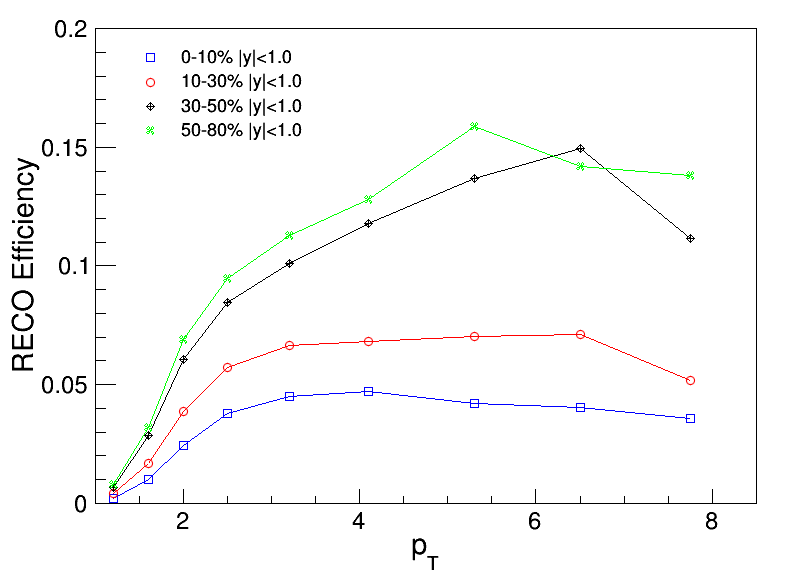 0.2
0-10% |y|<1.0
10-30% |y|<1.0
30-50% |y|<1.0
50-80% |y|<1.0
0.15
0.1
0.05
0
RECO Efficiency
2 4 6 8
p_T